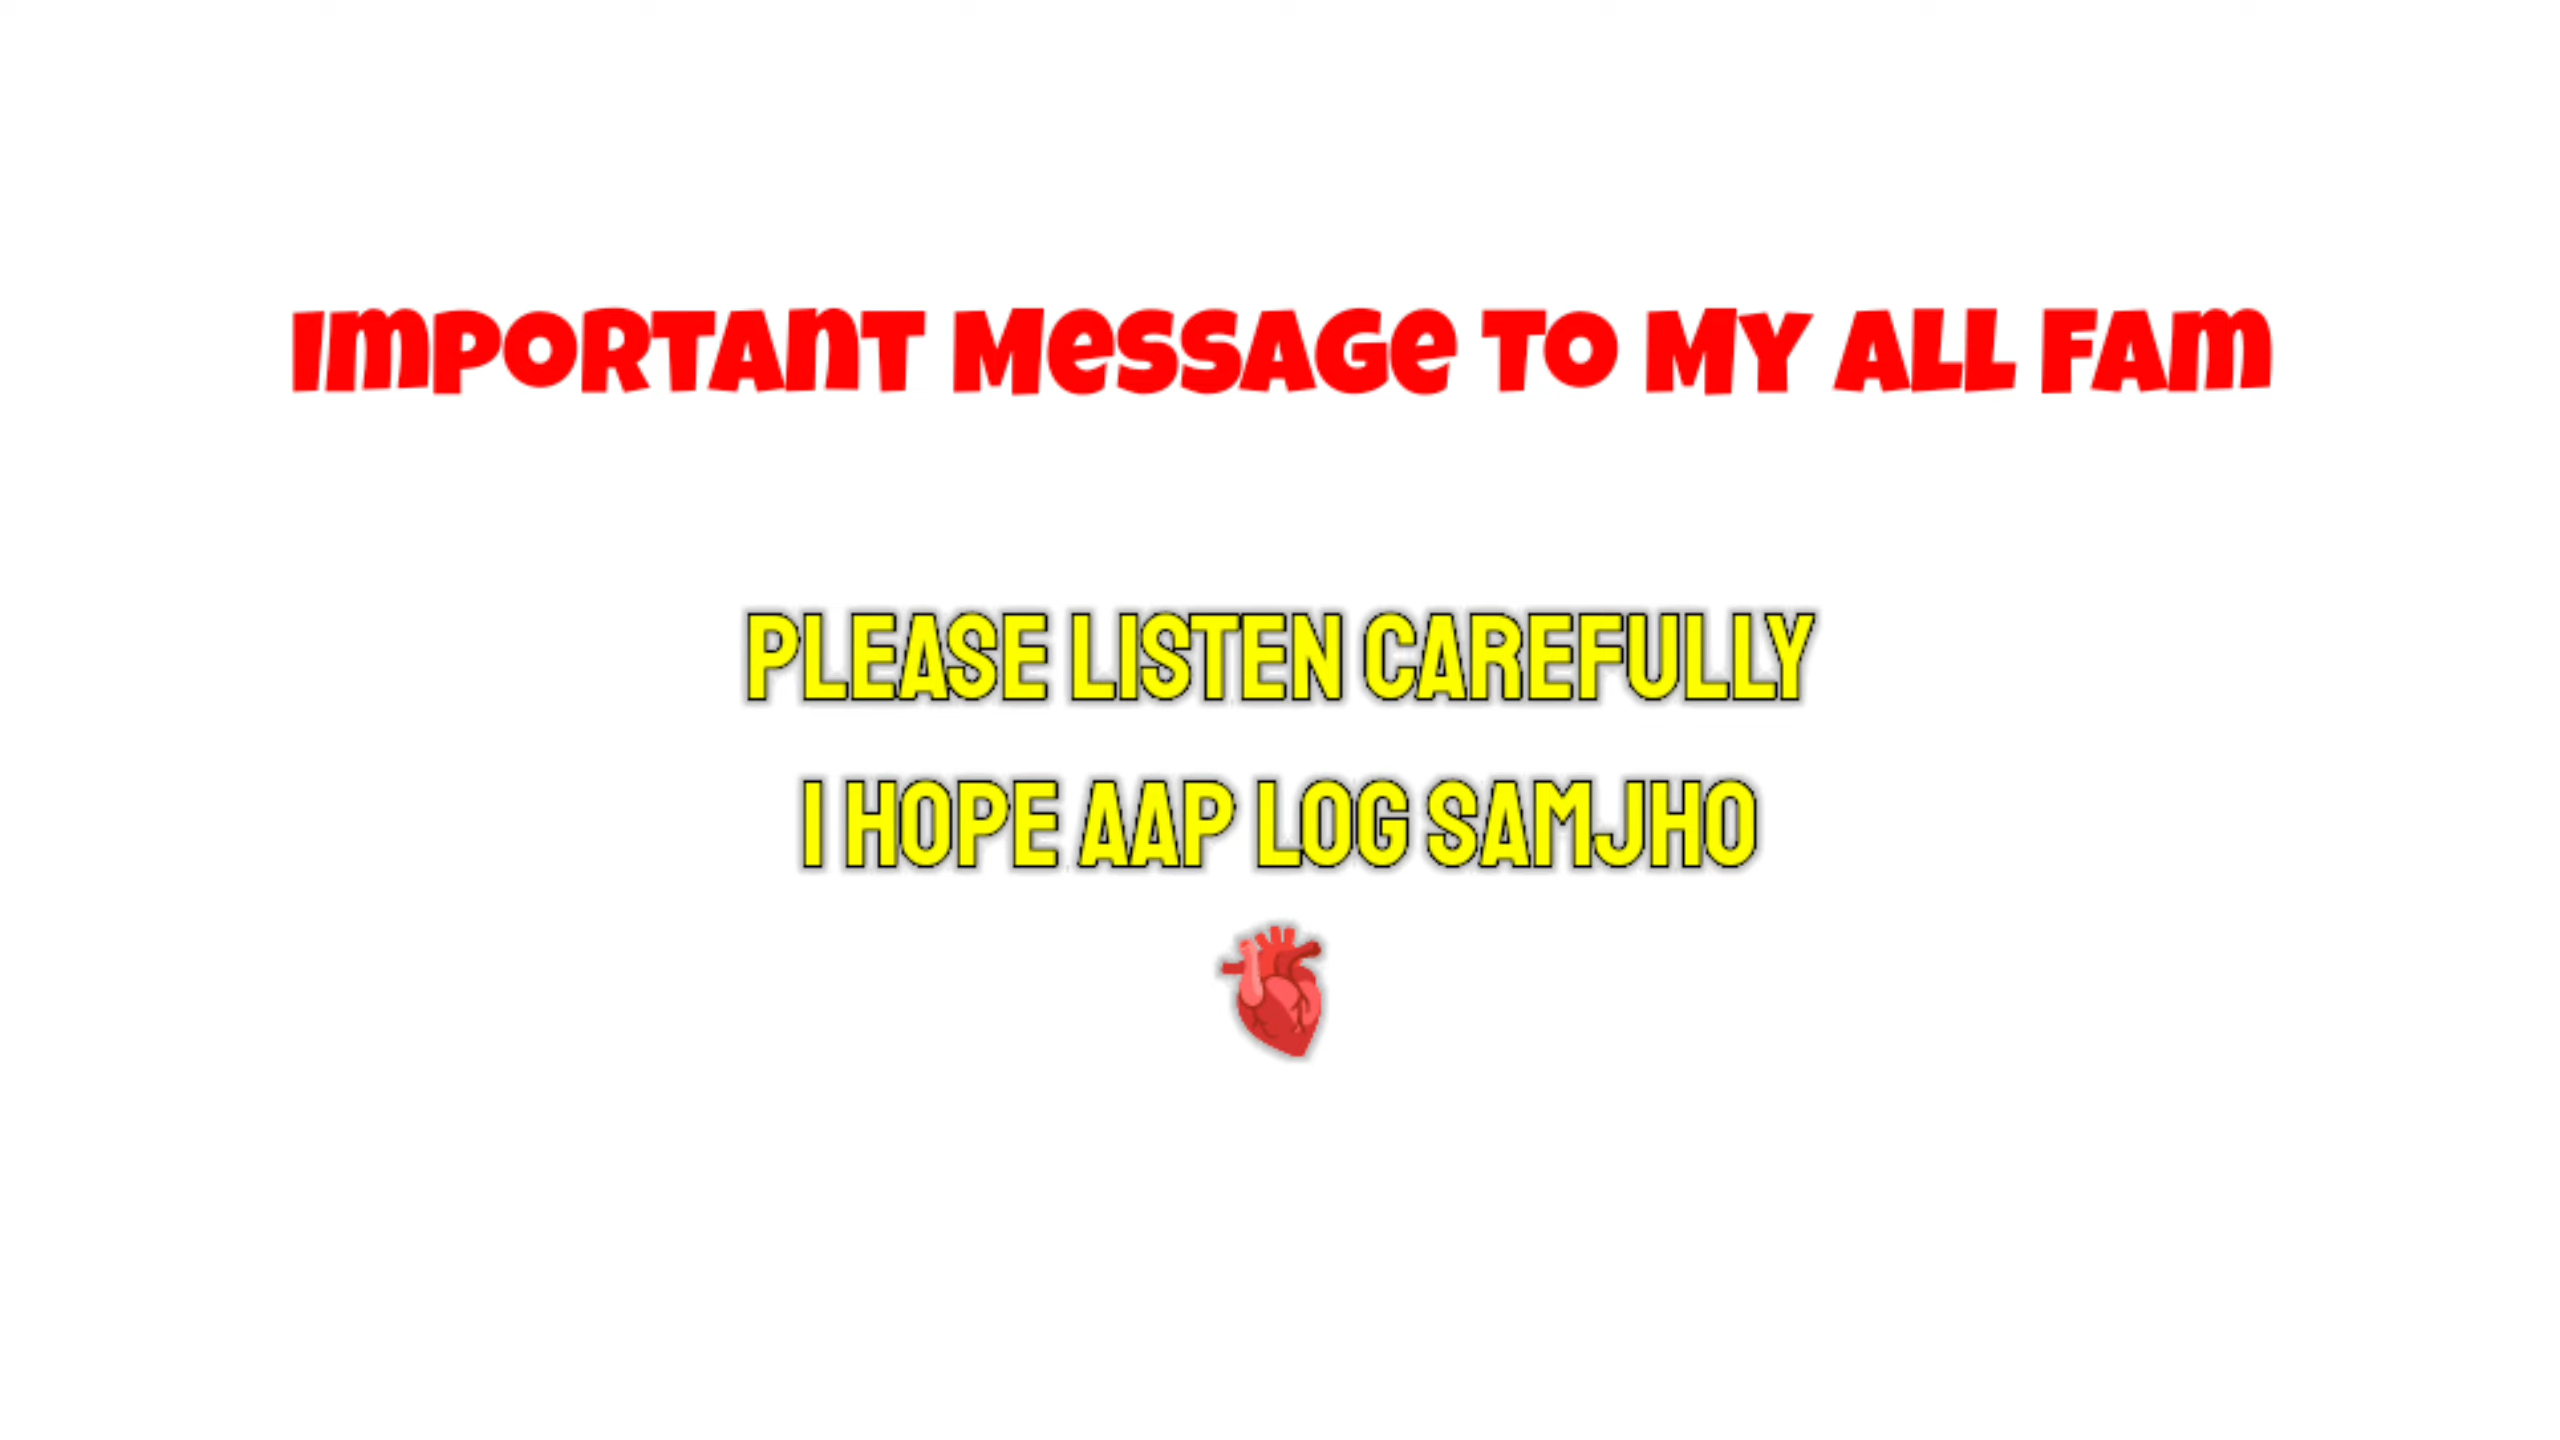 IMPORTANT MESSAGE TO MY ALL FAM
PLEASE LISTEN CAREFULLY
I HOPE AAP LOG SAMJHO
🫀